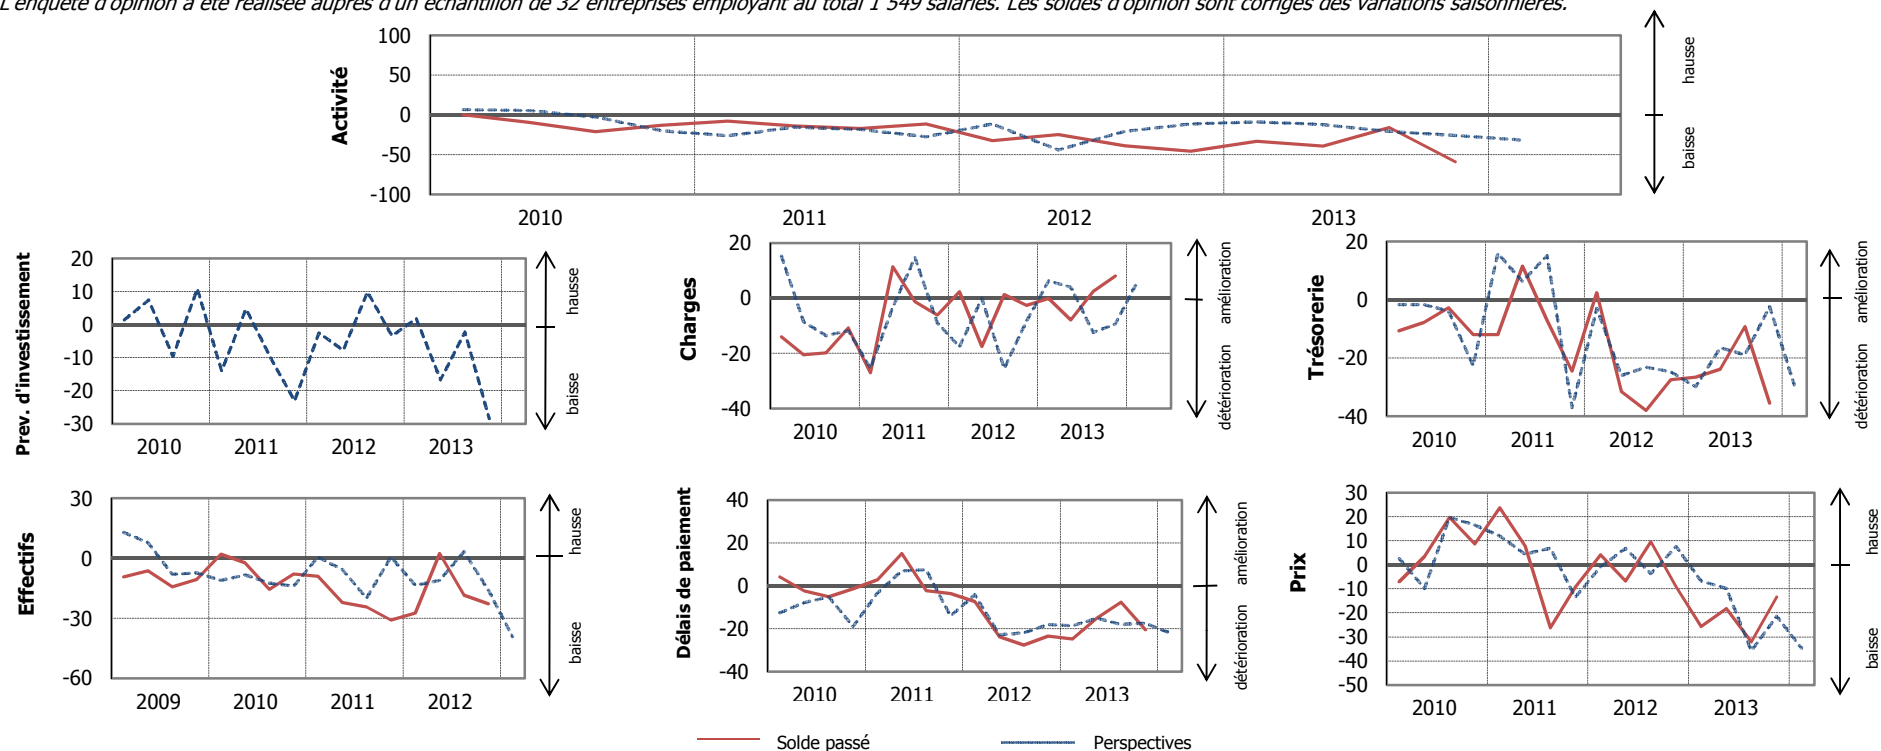 L'enquête d'opinion a été réalisée auprès d'un échantillon de 32 entreprises employant au total 1 549 salariés. Les soldes d'opinion sont corrigés des variations saisonnières.
Activité
100
50
0
-50
-100
2010
2011
2012
2013
hausse
baisse
Prev. d'investissement
20
10
0
-10
-20
-30
2010
2011
2012
2013
hausse
baisse
Charges
20
0
-20
-40
2010
2011
2012
2013
amélioration
détérioration
Trésorerie
20
0
-20
-40
2010
2011
2012
2013
amélioration
détérioration
Effectifs
30
0
-30
-60
2009
2010
2011
2012
hausse
baisse
Délais de paiement
40
20
0
-20
-40
2010
2011
2012
2013
amélioration
détérioration
Prix
30
20
10
0
-10
-20
-30
-40
-50
2010
2011
2012
2013
hausse
baisse
Solde passé
Perspectives